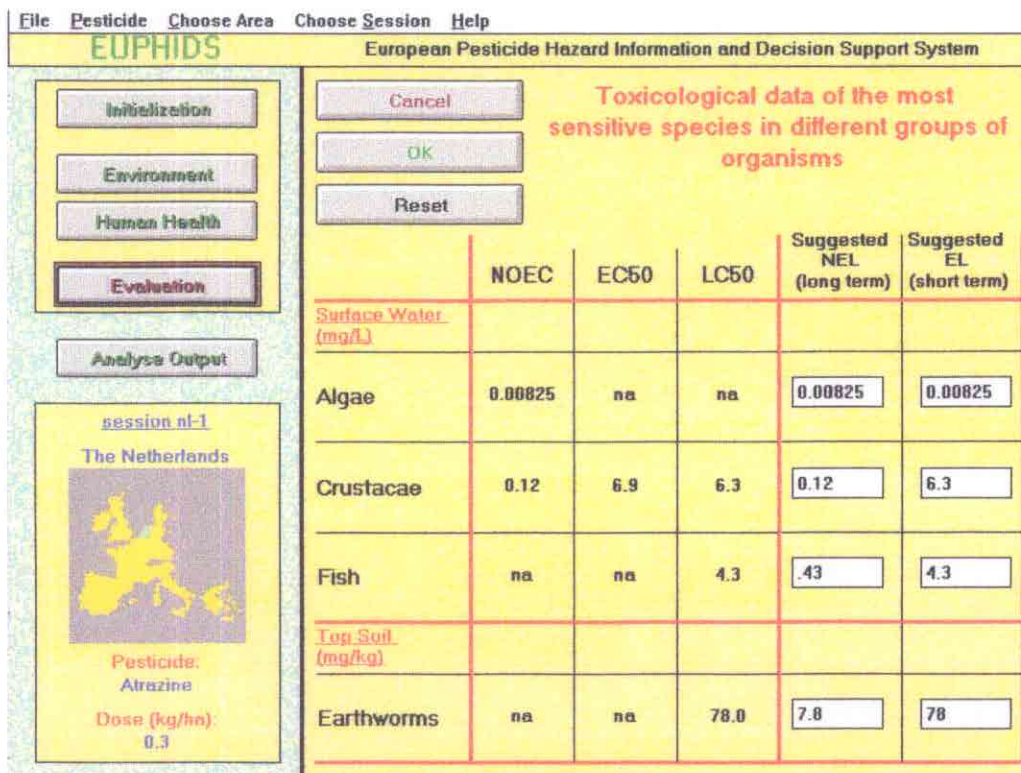 File Pesticide Choose Area Choose Session Help
EUPHIDS
European Pesticide Hazard Information and Decision Support System
Initialization
Environment
Human Health
Evaluation
Analyse Output
session nl-1
The Netherlands
Pesticide:
Atrazine
Dose (kg/ha):
0.3
Cancel
OK
Reset
Toxicological data of the most
sensitive species in different groups of
organisms
NOEC EC50 LC50 Suggested NEL (long term) Suggested EL (short term)
Surface Water
(mg/L)
Algae 0.00825 na na 0.00825 0.00825
Crustacae 0.12 6.9 6.3 0.12 6.3
Fish na na 4.3 .43 4.3
Top Soil
(mg/kg)
Earthworms na na 78.0 7.8 78